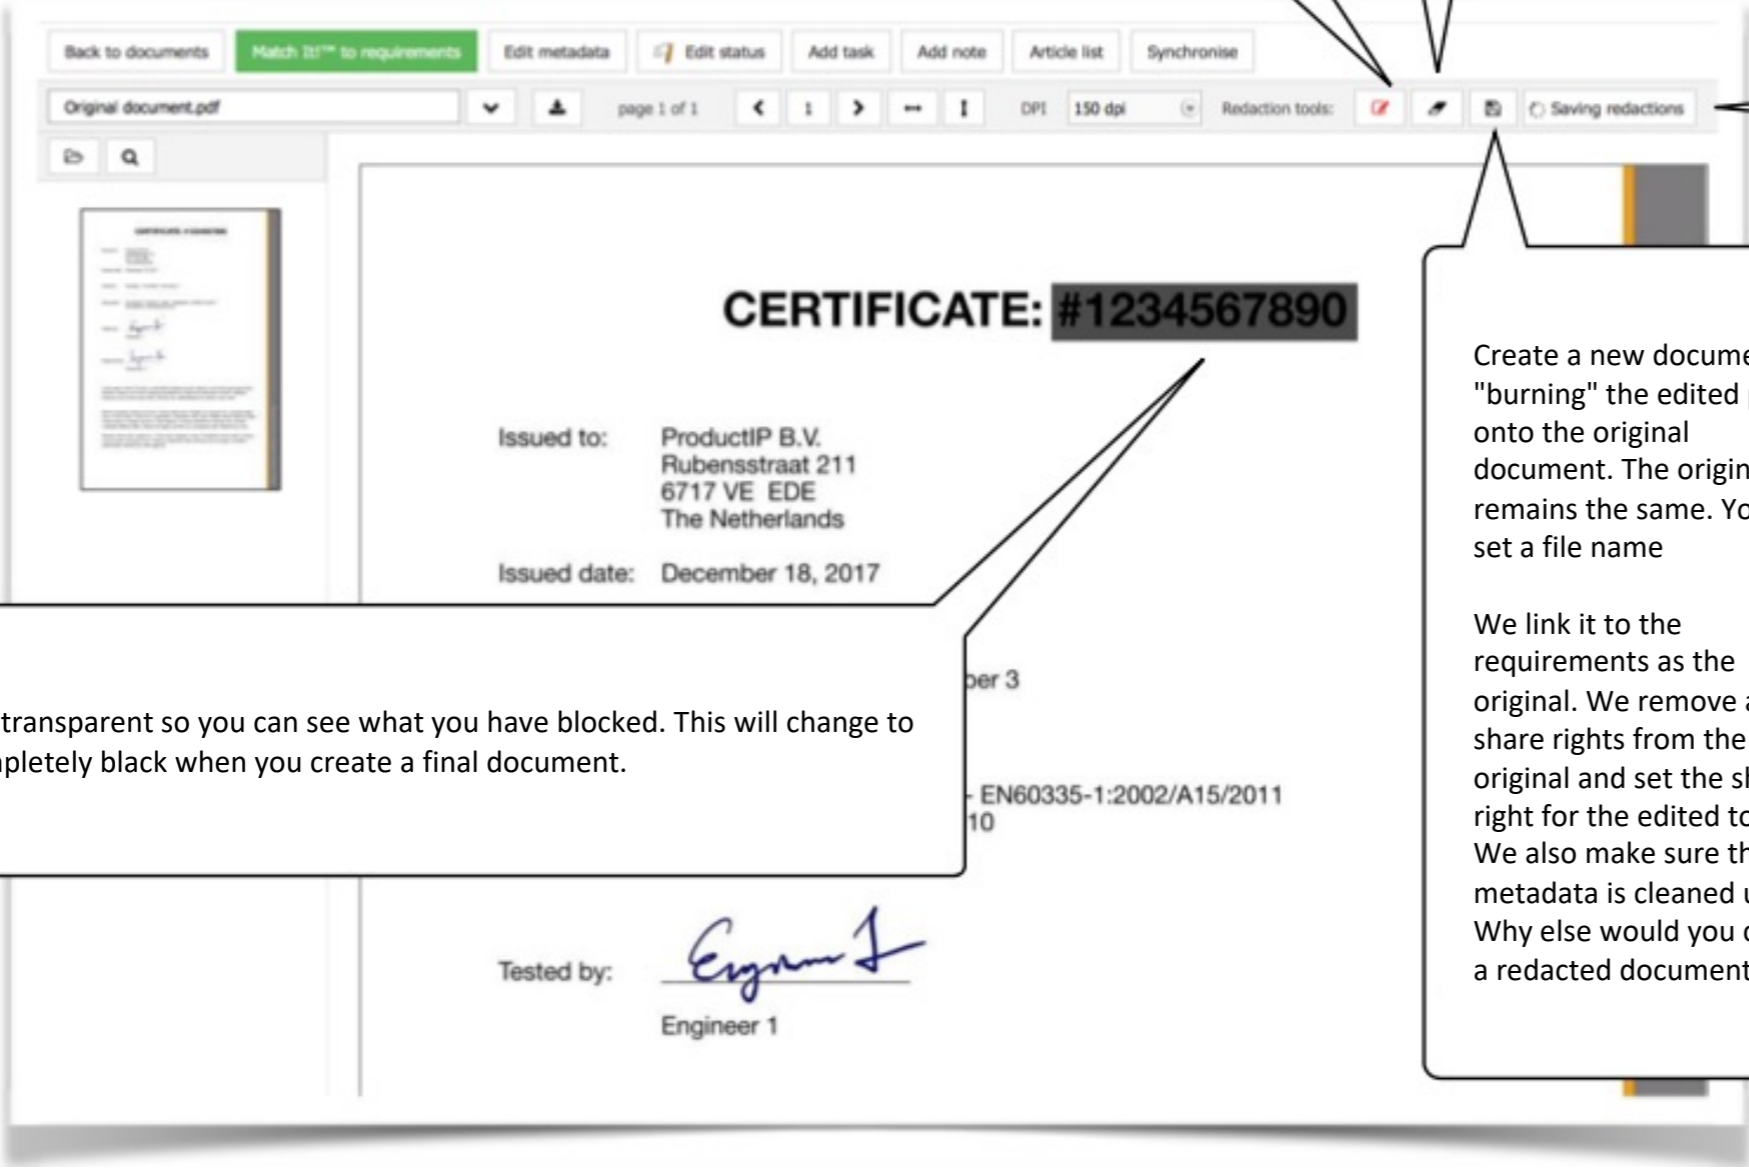 Back to documents Match It!™ to requirements Edit metadata Edit status Add task Add note Article list Synchronise
Original document.pdf page 1 of 1 1 DPI 150 dpi Redaction tools: Saving redactions
CERTIFICATE: #1234567890
Issued to: ProductIP B.V.
Rubensstraat 211
6717 VE EDE
The Netherlands
Issued date: December 18, 2017
ber 3
transparent so you can see what you have blocked. This will change to
pletely black when you create a final document.
- EN60335-1:2002/A15/2011
10
Tested by:
Engineer 1
Create a new docume
"burning" the edited
onto the original
document. The origin
remains the same. Yo
set a file name
We link it to the
requirements as the
original. We remove a
share rights from the
original and set the sh
right for the edited to
We also make sure th
metadata is cleaned u
Why else would you c
a redacted document